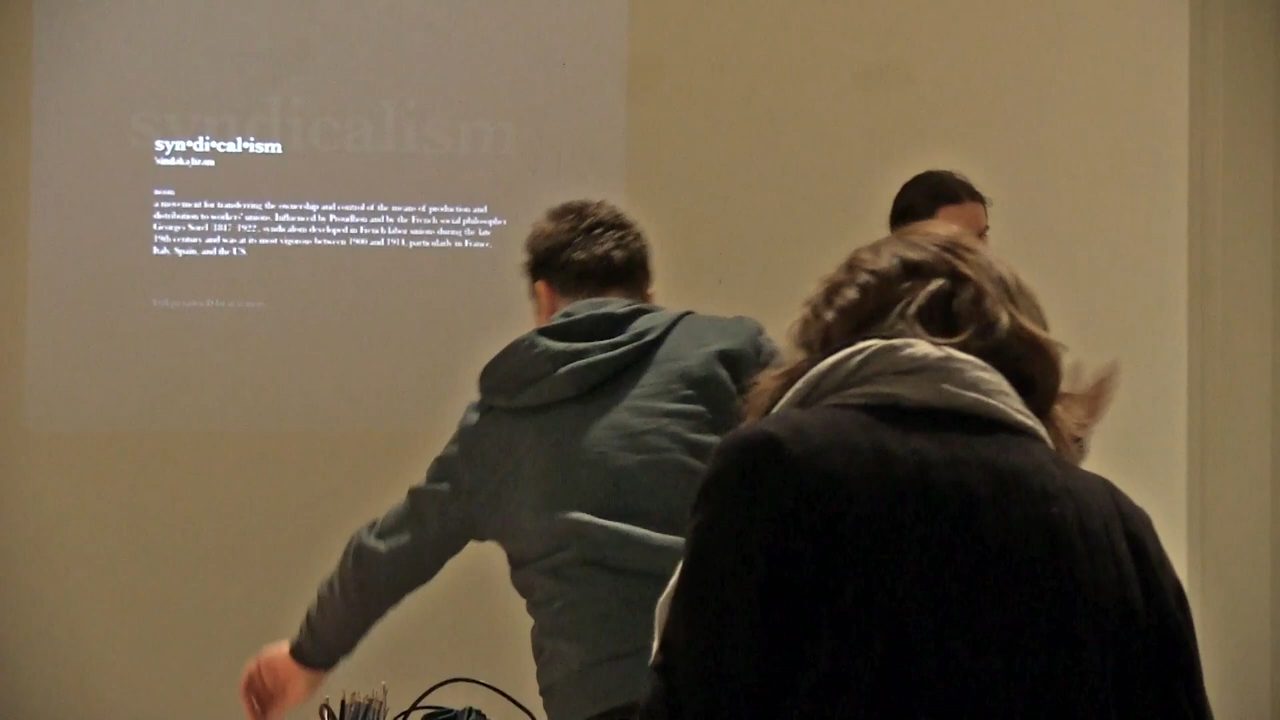 syndicalism
syn•di•cal•ism
noun
a movement for transferring the ownership and control of the means of production and
distribution to workers' unions. Influenced by Proudhon and by the French social philosopher
Georges Sorel (1847–1922), syndicalism developed in French labor unions during the late
19th century and was at its most vigorous between 1900 and 1914, particularly in France,
Italy, Spain, and the US.